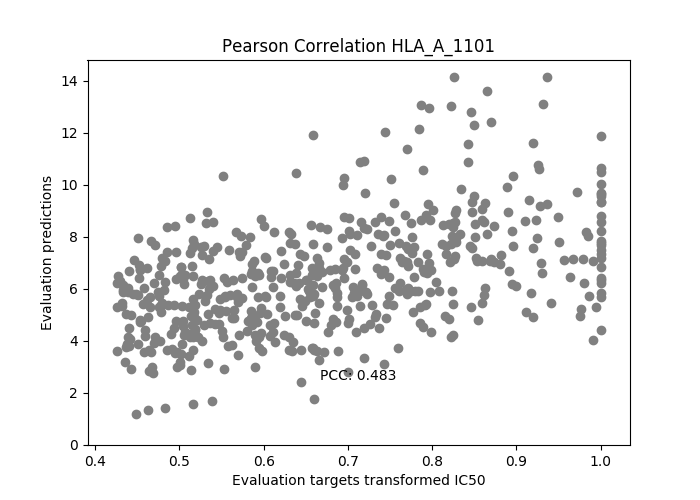 Pearson Correlation HLA_A_1101
14
12
10
8
6
4
2
0
Evaluation predictions
PCC: 0.483
0.4 0.5 0.6 0.7 0.8 0.9 1.0
Evaluation targets transformed IC50